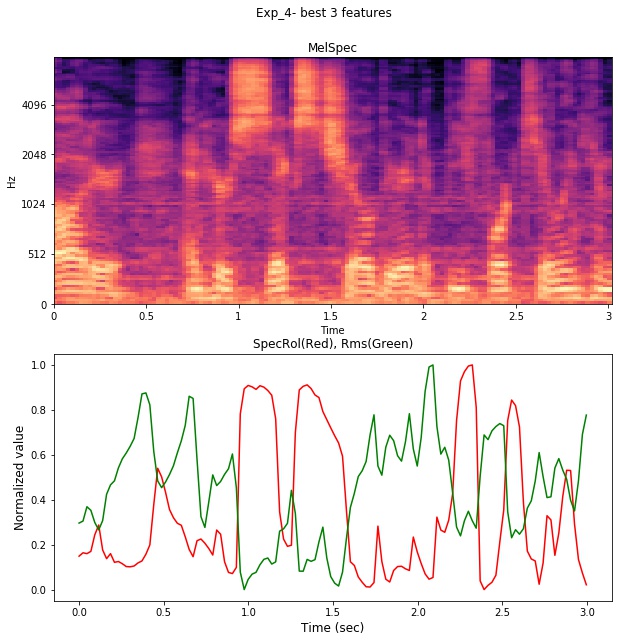 Exp_4- best 3 features
MelSpec
4096
2048
1024
512
0
Hz
0 0.5 1 1.5 2 2.5 3
Time
SpecRol(Red), Rms(Green)
1.0
0.8
0.6
0.4
0.2
0.0
Normalized value
0.0 0.5 1.0 1.5 2.0 2.5 3.0
Time (sec)